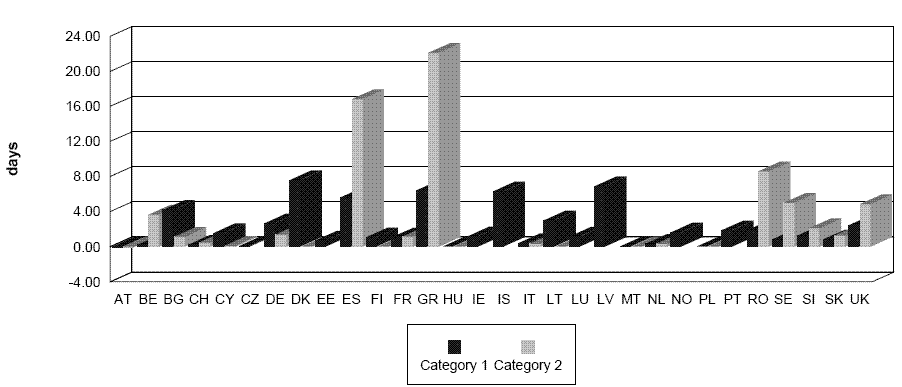 24.00
20.00
16.00
12.00
8.00
4.00
0.00
-4.00
days
AT BE BG CH CY CZ DE DK EE ES FI FR GR HU IE IS IT LT LU LV MT NL NO PL PT RO SE SI SK UK
Category 1 Category 2